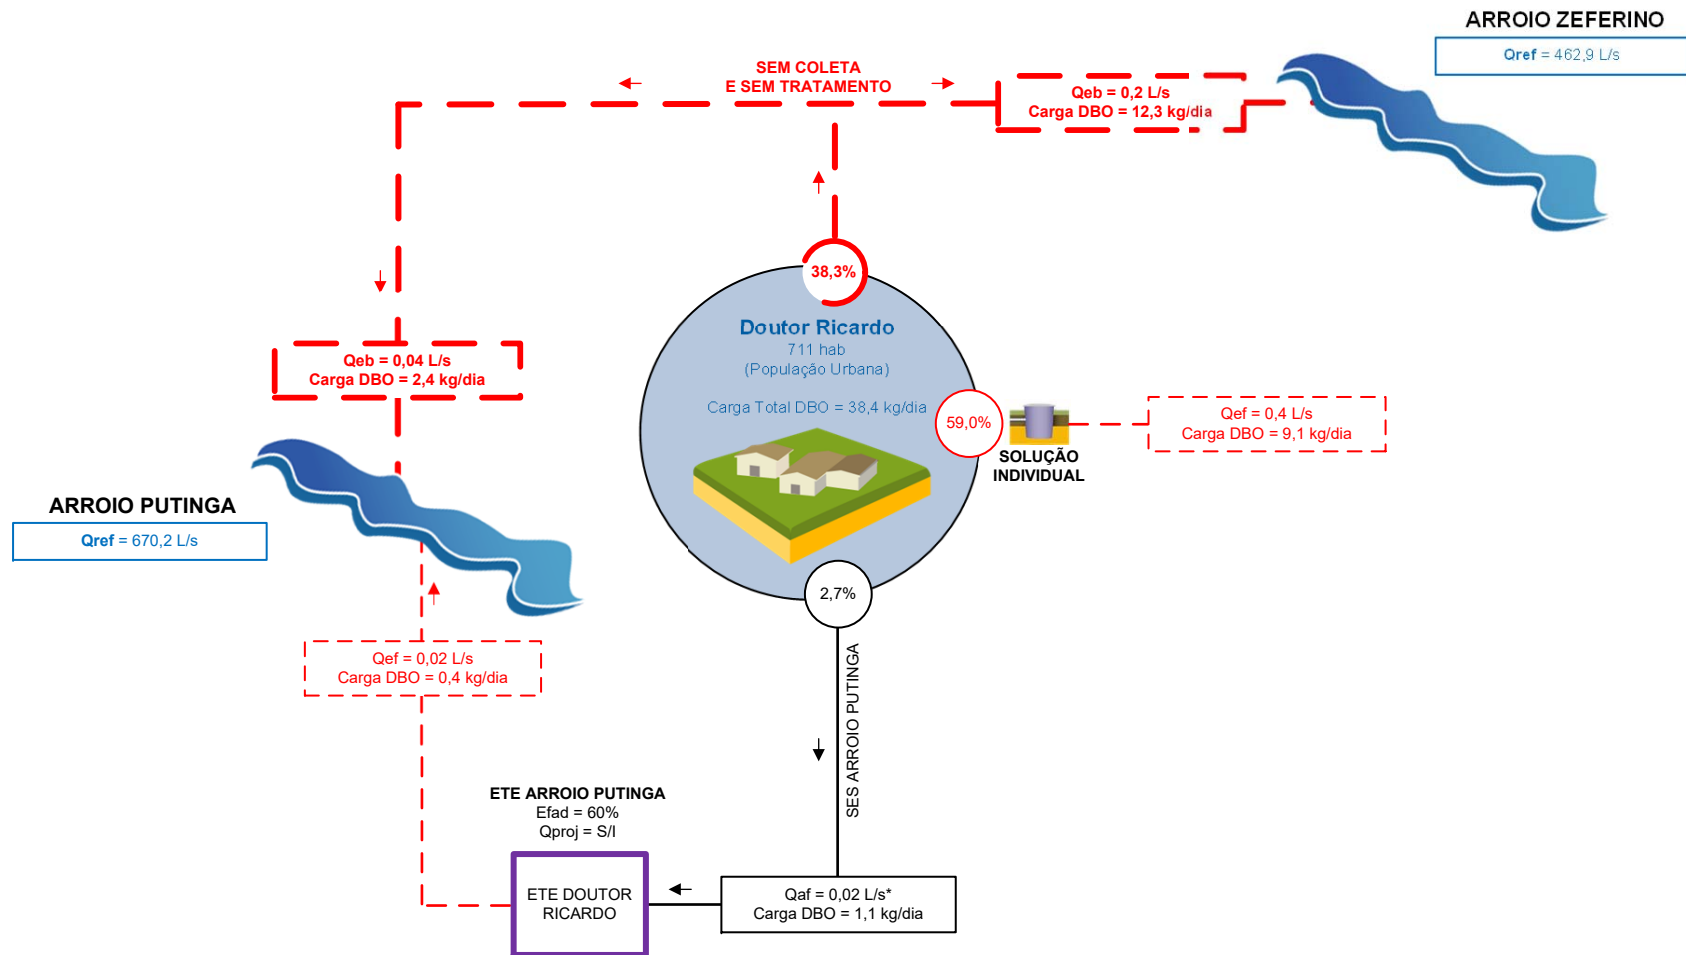 ARROIO ZEFERINO
Qref = 462,9 L/s
SEM COLETA
E SEM TRATAMENTO
Qeb = 0,2 L/s
Carga DBO = 12,3 kg/dia
38,3%
Doutor Ricardo
711 hab
(População Urbana)
Carga Total DBO = 38,4 kg/dia
Qeb = 0,04 L/s
Carga DBO = 2,4 kg/dia
59,0%
SOLUÇÃO
INDIVIDUAL
Qef = 0,4 L/s
Carga DBO = 9,1 kg/dia
ARROIO PUTINGA
Qref = 670,2 L/s
2,7%
Qef = 0,02 L/s
Carga DBO = 0,4 kg/dia
SES ARROIO PUTINGA
ETE ARROIO PUTINGA
Efad = 60%
Qproj = S/I
ETE DOUTOR
RICARDO
Qaf = 0,02 L/s*
Carga DBO = 1,1 kg/dia